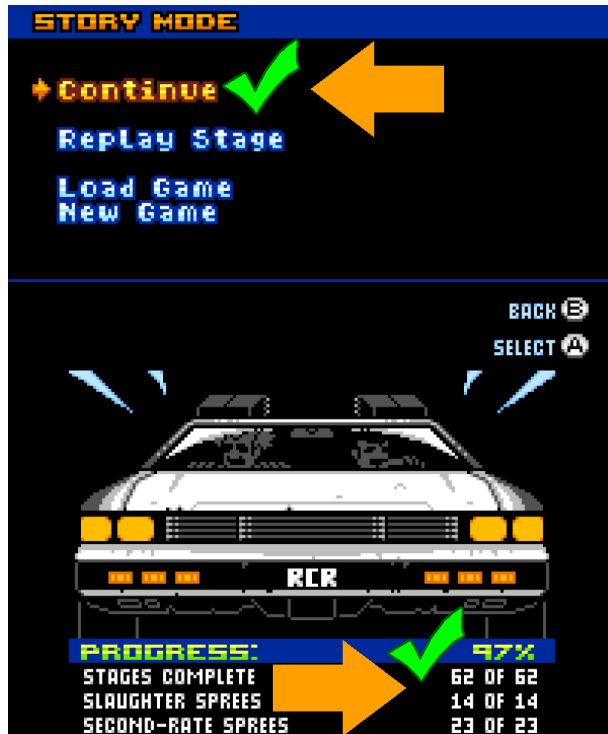 STORY MODE
Continue
Replay Stage
Load Game
New Game
BACK B
SELECT A
RCR
PROGRESS: 97%
STAGES COMPLETE 62 OF 62
SLAUGHTER SPREES 14 OF 14
SECOND-RATE SPREES 23 OF 23